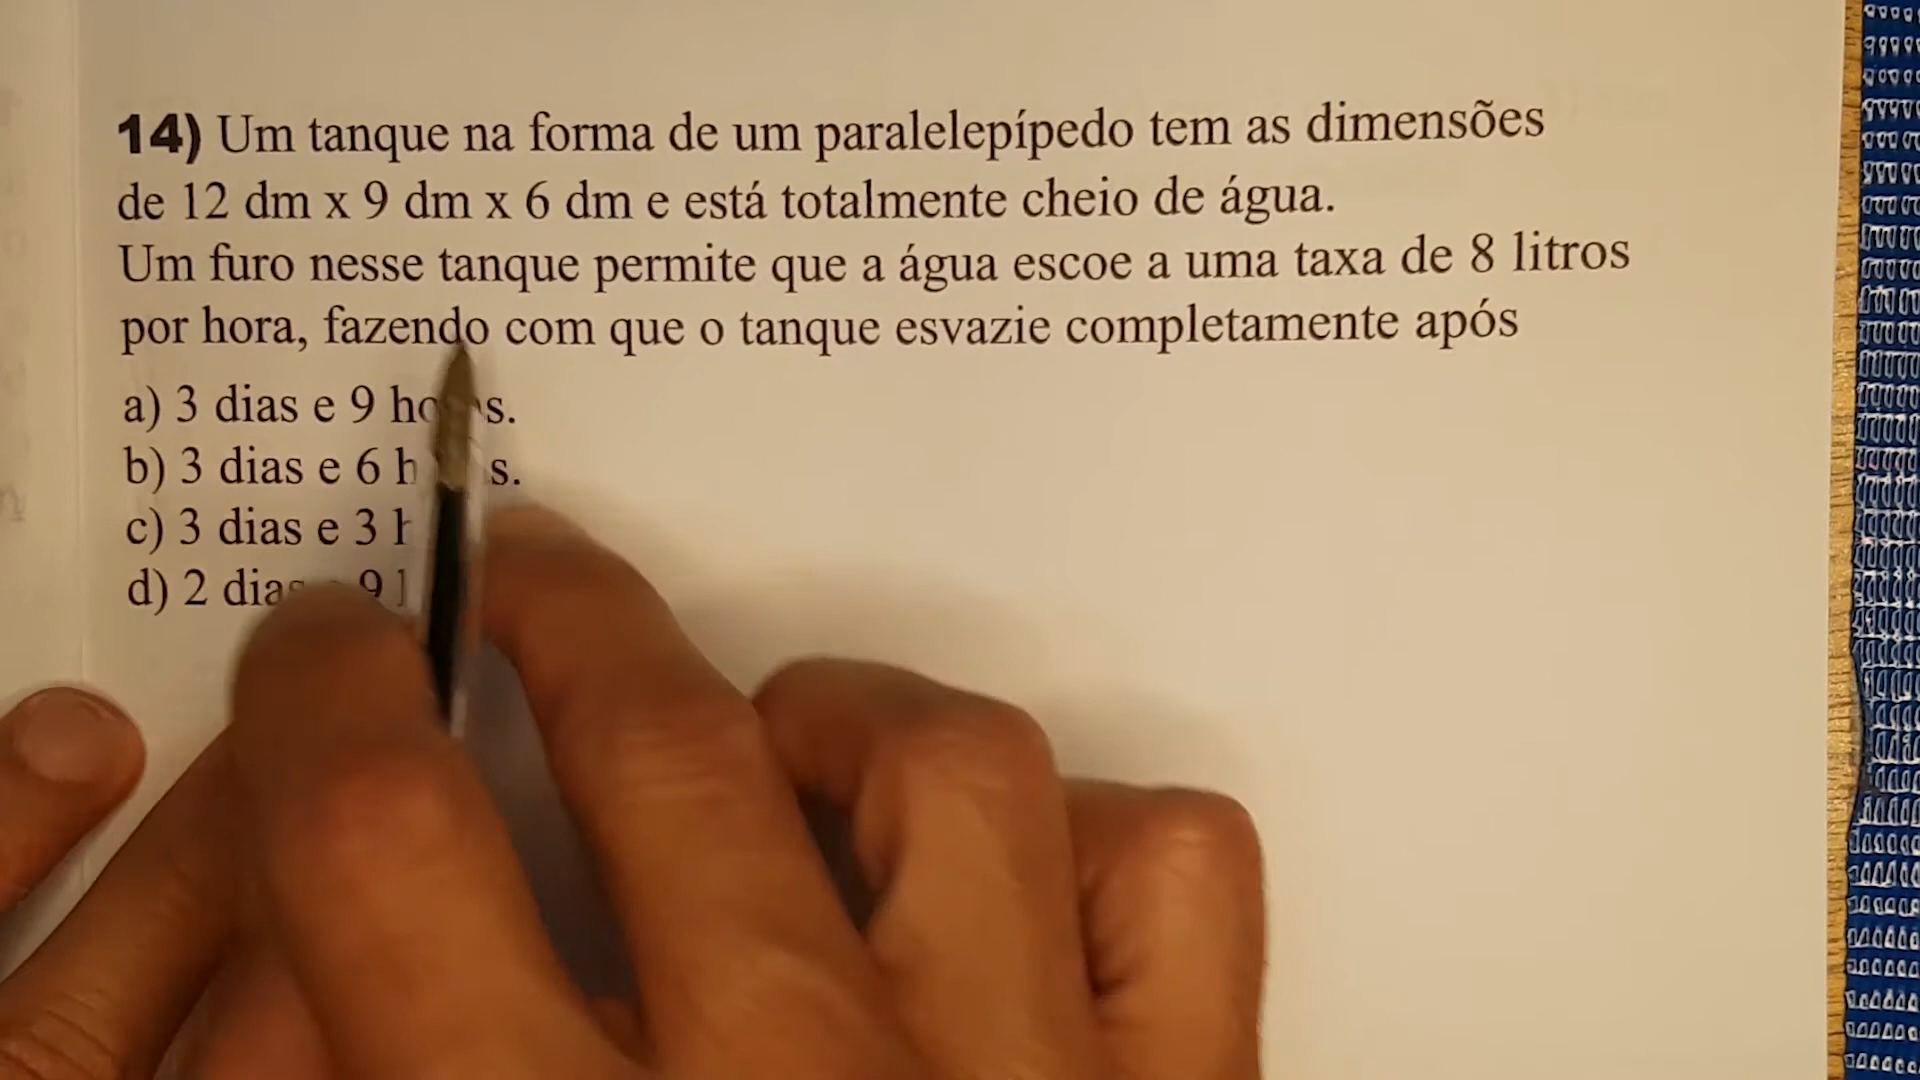 14) Um tanque na forma de um paralelepípedo tem as dimensões
de 12 dm x 9 dm x 6 dm e está totalmente cheio de água.
Um furo nesse tanque permite que a água escoe a uma taxa de 8 litros
por hora, fazendo com que o tanque esvazie completamente após
a) 3 dias e 9
b) 3 dias e 6
c) 3 dias e 3
d) 2 dias 9